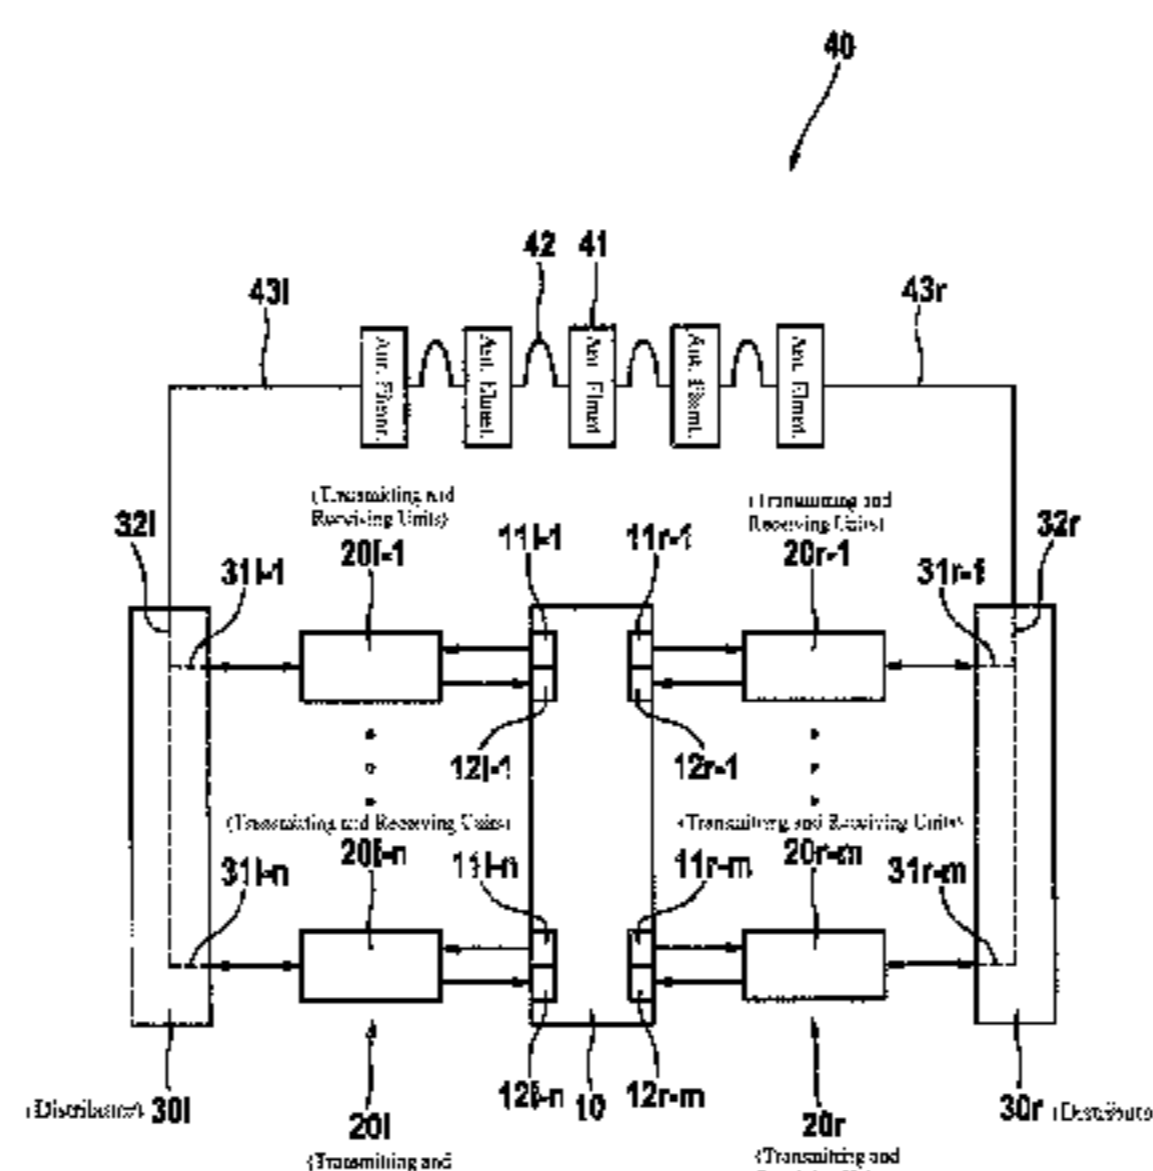 40
42 41
43l 43r
Ant. Elmnt.
Ant. Elmnt.
Ant. Elmnt.
Ant. Elmnt.
Ant. Elmnt.
(Transmitting and
Receiving Units)
(Transmitting and
Receiving Units)
32l 20l-1 11l-1 11r-1 20r-1 32r
31l-1 31r-1
12l-1 12r-1
(Transmitting and Receiving Units) (Transmitting and Receiving Units)
31l-n 20l-n 11l-n 11r-m 20r-m 31r-m
12l-n 10 12r-m
(Distributor) 30l 20l 20r 30r (Distributo
(Transmitting and (Transmitting and